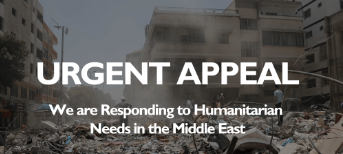 URGENT APPEAL
We are Responding to Humanitarian
Needs in the Middle East